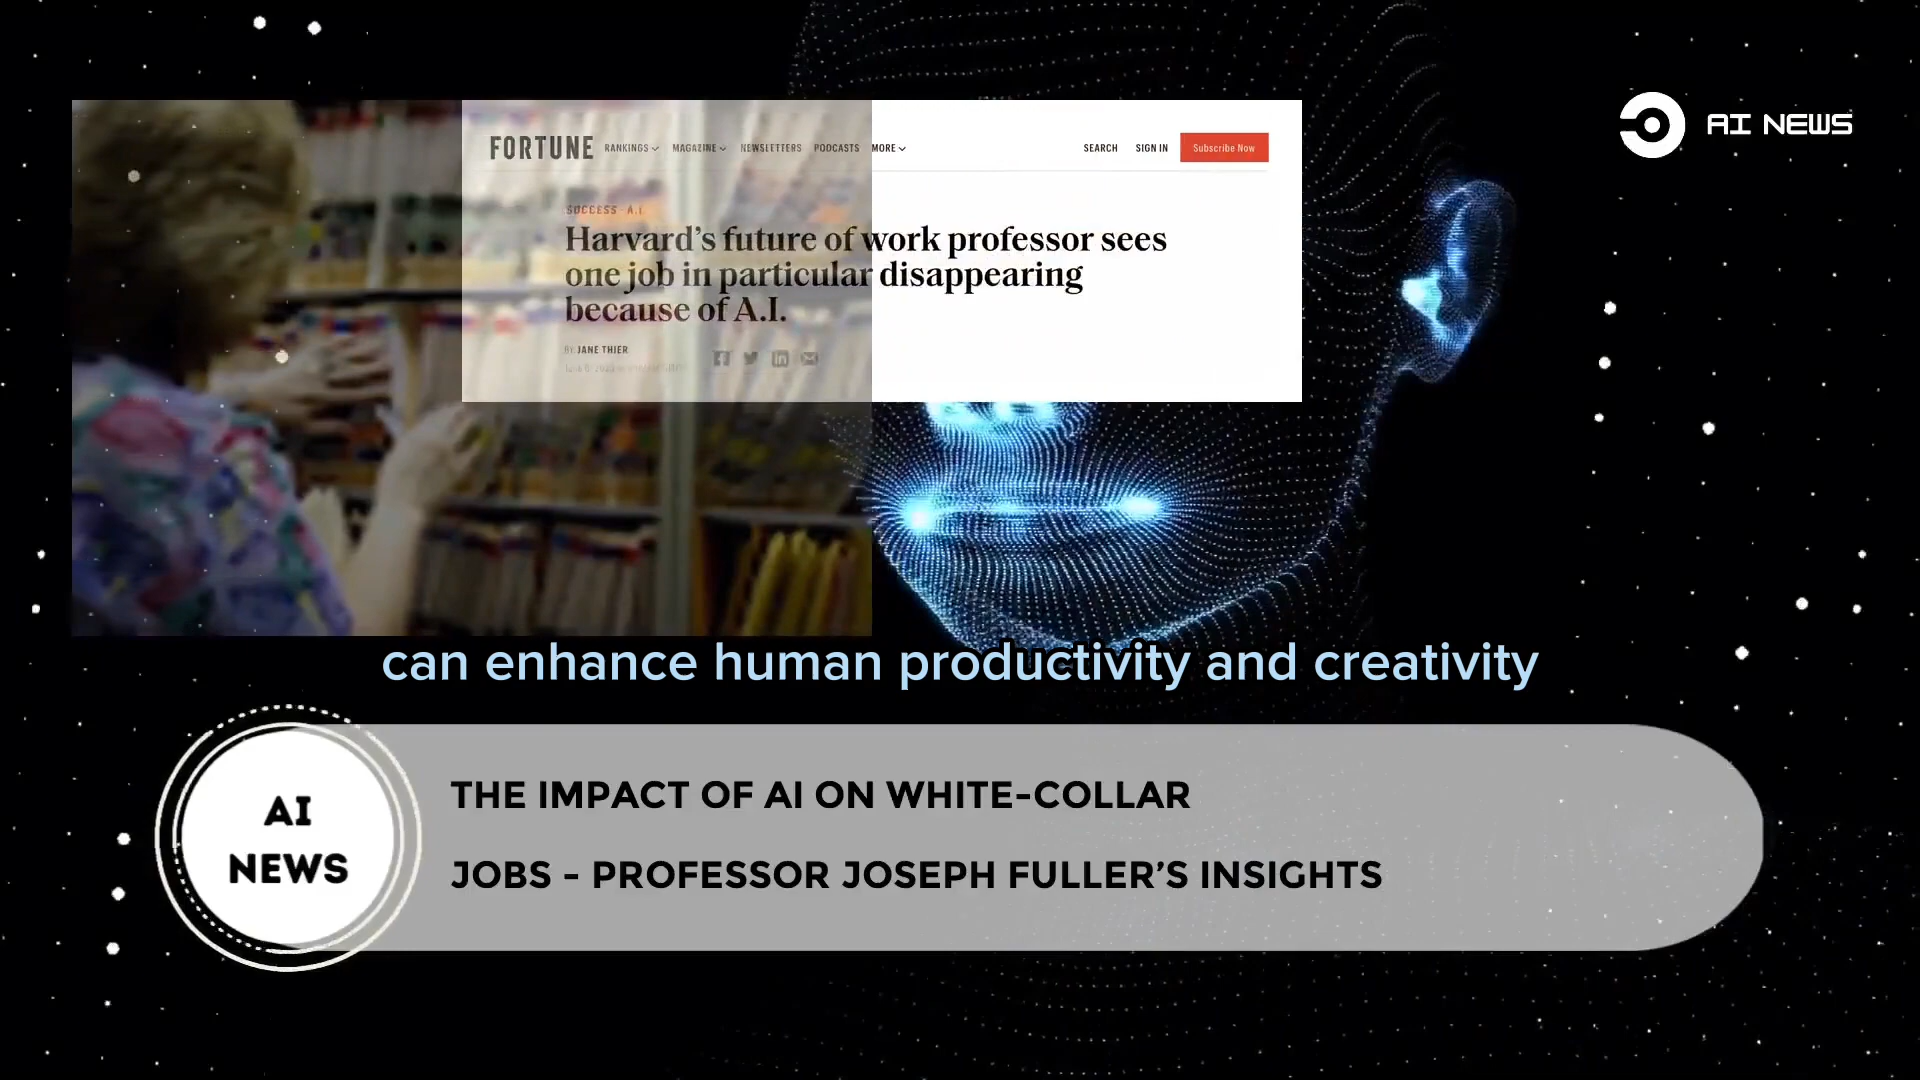 AI NEWS
FORTUNE RANKINGS MAGAZINE NEWSLETTERS PODCASTS MORE SEARCH SIGN IN Subscribe Now
SUCCESS · A.I.
Harvard’s future of work professor sees
one job in particular disappearing
because of A.I.
BY JANE THIER
can enhance human productivity and creativity
AI
NEWS
THE IMPACT OF AI ON WHITE-COLLAR
JOBS - PROFESSOR JOSEPH FULLER’S INSIGHTS